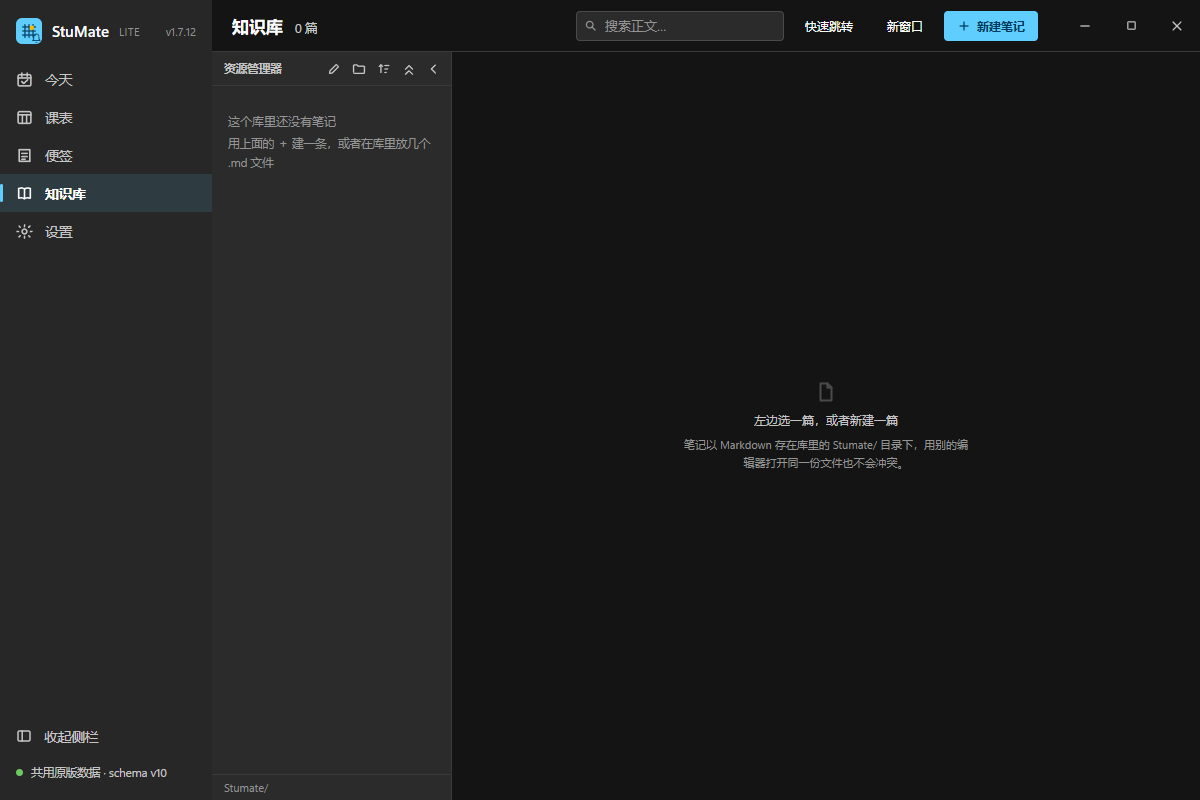 StuMate LITE v1.7.12
今天
课表
便签
知识库
设置
收起侧栏
共用原版数据 · schema v10
知识库 0 篇
搜索正文...
快速跳转
新窗口
+ 新建笔记
资源管理器
这个库里还没有笔记
用上面的 + 建一条，或者在库里放几个
.md 文件
Stumate/
左边选一篇，或者新建一篇
笔记以 Markdown 存在库里的 Stumate/ 目录下，用别的编
辑器打开同一份文件也不会冲突。